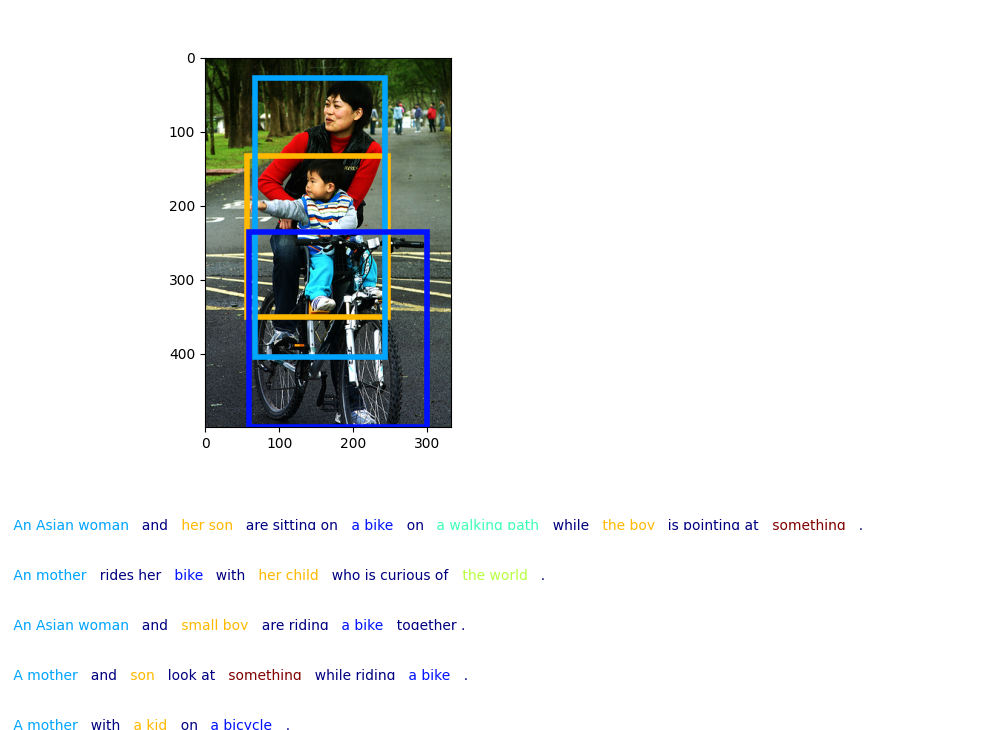 0
100
200
300
400
0 100 200 300
An Asian woman and her son are sitting on a bike on a walking path while the boy is pointing at something .
An mother rides her bike with her child who is curious of the world .
An Asian woman and small boy are riding a bike together .
A mother and son look at something while riding a bike .
A mother with a kid on a bicycle .